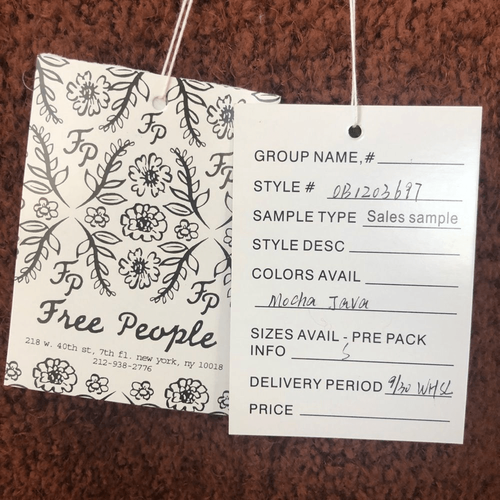 FP
FP
FP
FP
FP
Free People
218 w. 40th st, 7th fl. new york, ny 10018
212-938-2776
GROUP NAME,#
STYLE # OB1203697
SAMPLE TYPE Sales sample
STYLE DESC
COLORS AVAIL
Mocha Java
SIZES AVAIL - PRE PACK
INFO S
DELIVERY PERIOD 9/30 WHSL
PRICE